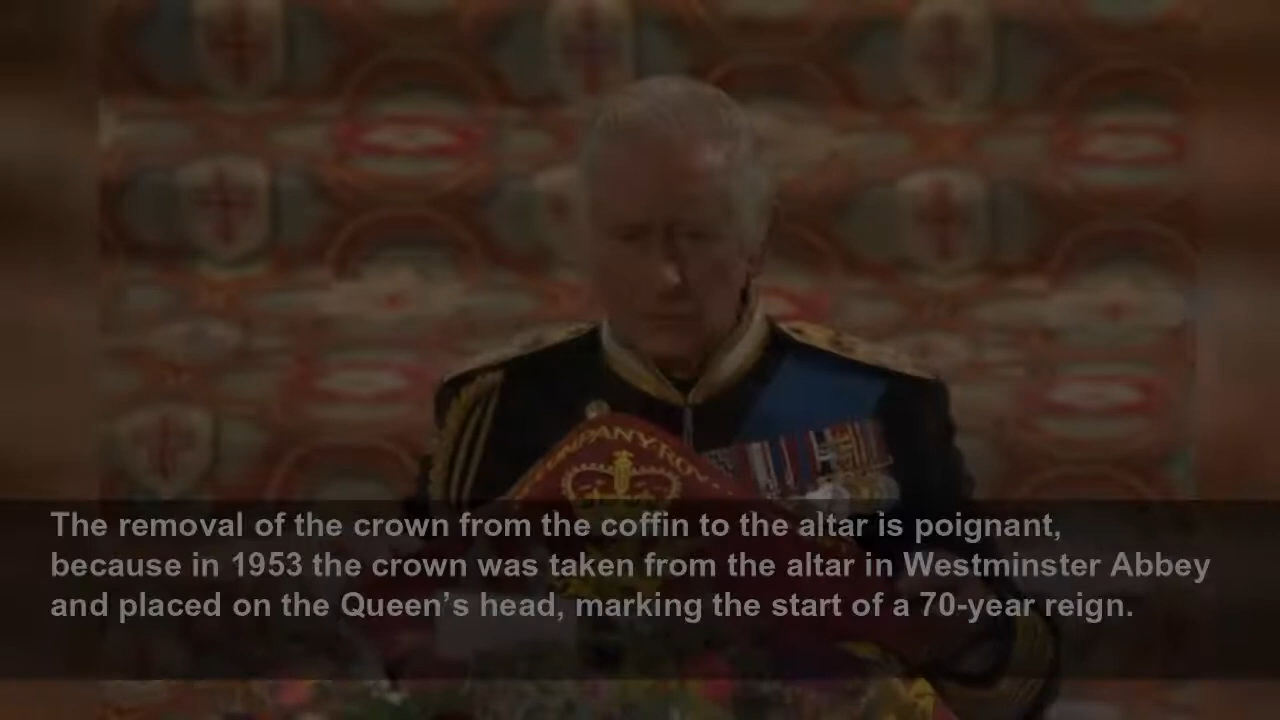 OMPANY RO
The removal of the crown from the coffin to the altar is poignant,
because in 1953 the crown was taken from the altar in Westminster Abbey
and placed on the Queen’s head, marking the start of a 70-year reign.